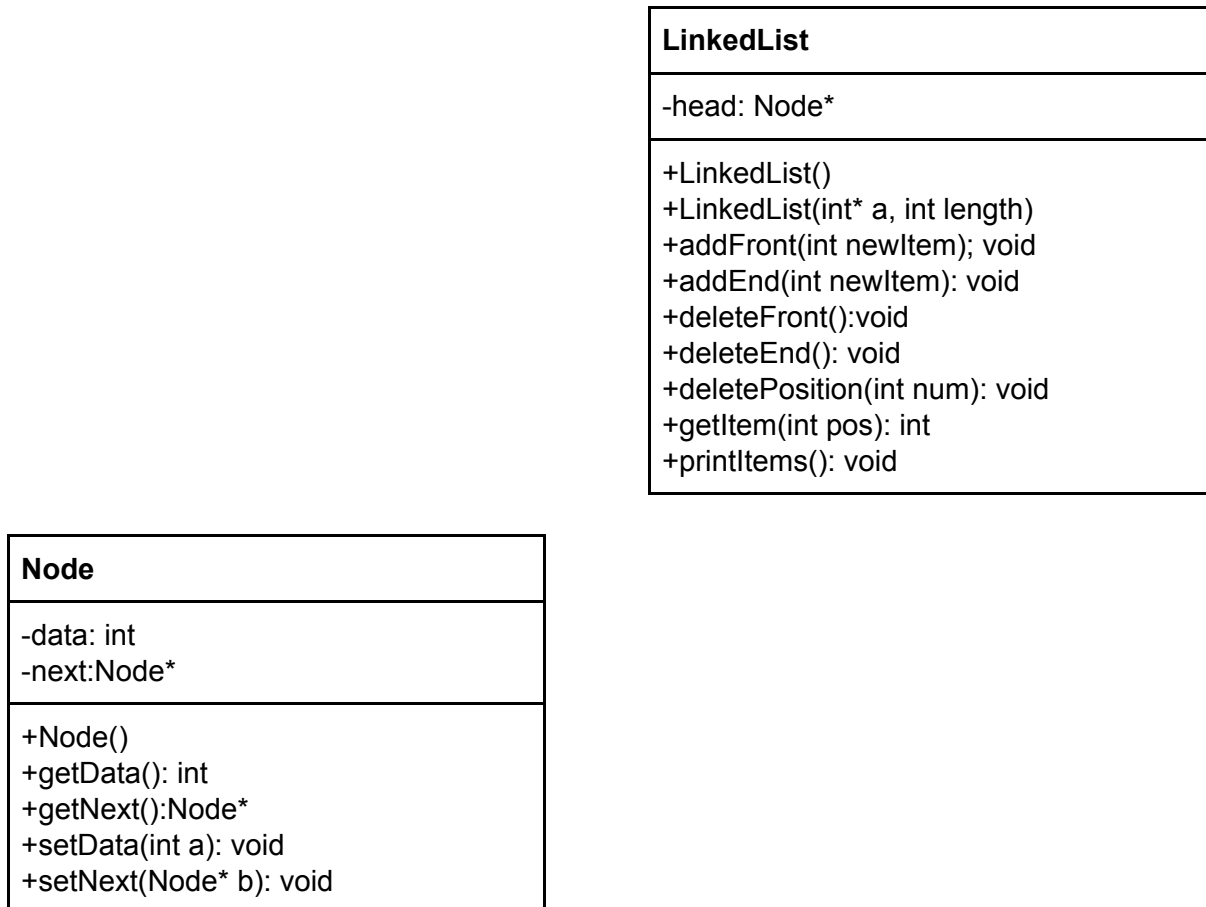 LinkedList
-head: Node*
+LinkedList()
+LinkedList(int* a, int length)
+addFront(int newItem); void
+addEnd(int newItem): void
+deleteFront():void
+deleteEnd(): void
+deletePosition(int num): void
+getItem(int pos): int
+printItems(): void
Node
-data: int
-next:Node*
+Node()
+getData(): int
+getNext():Node*
+setData(int a): void
+setNext(Node* b): void